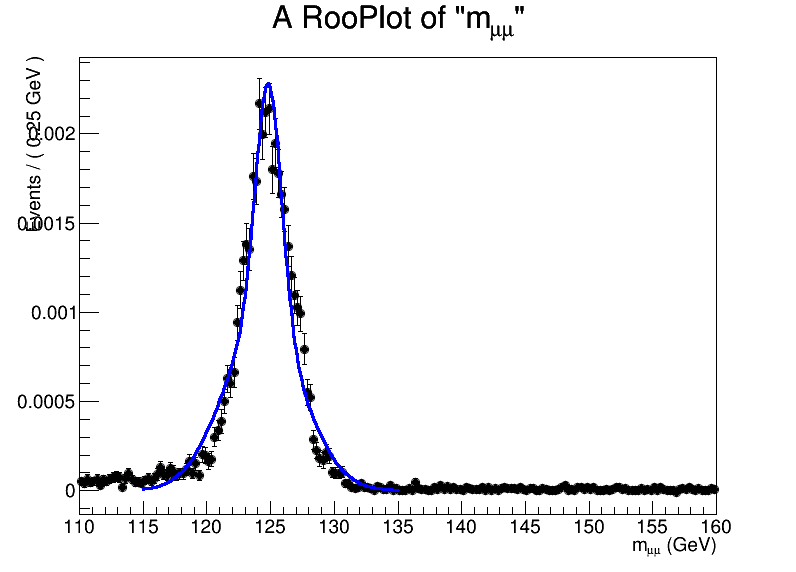 A RooPlot of "mμμ"
Events / ( 0.25 GeV )
0.002
0.0015
0.001
0.0005
0
110 115 120 125 130 135 140 145 150 155 160
mμμ (GeV)